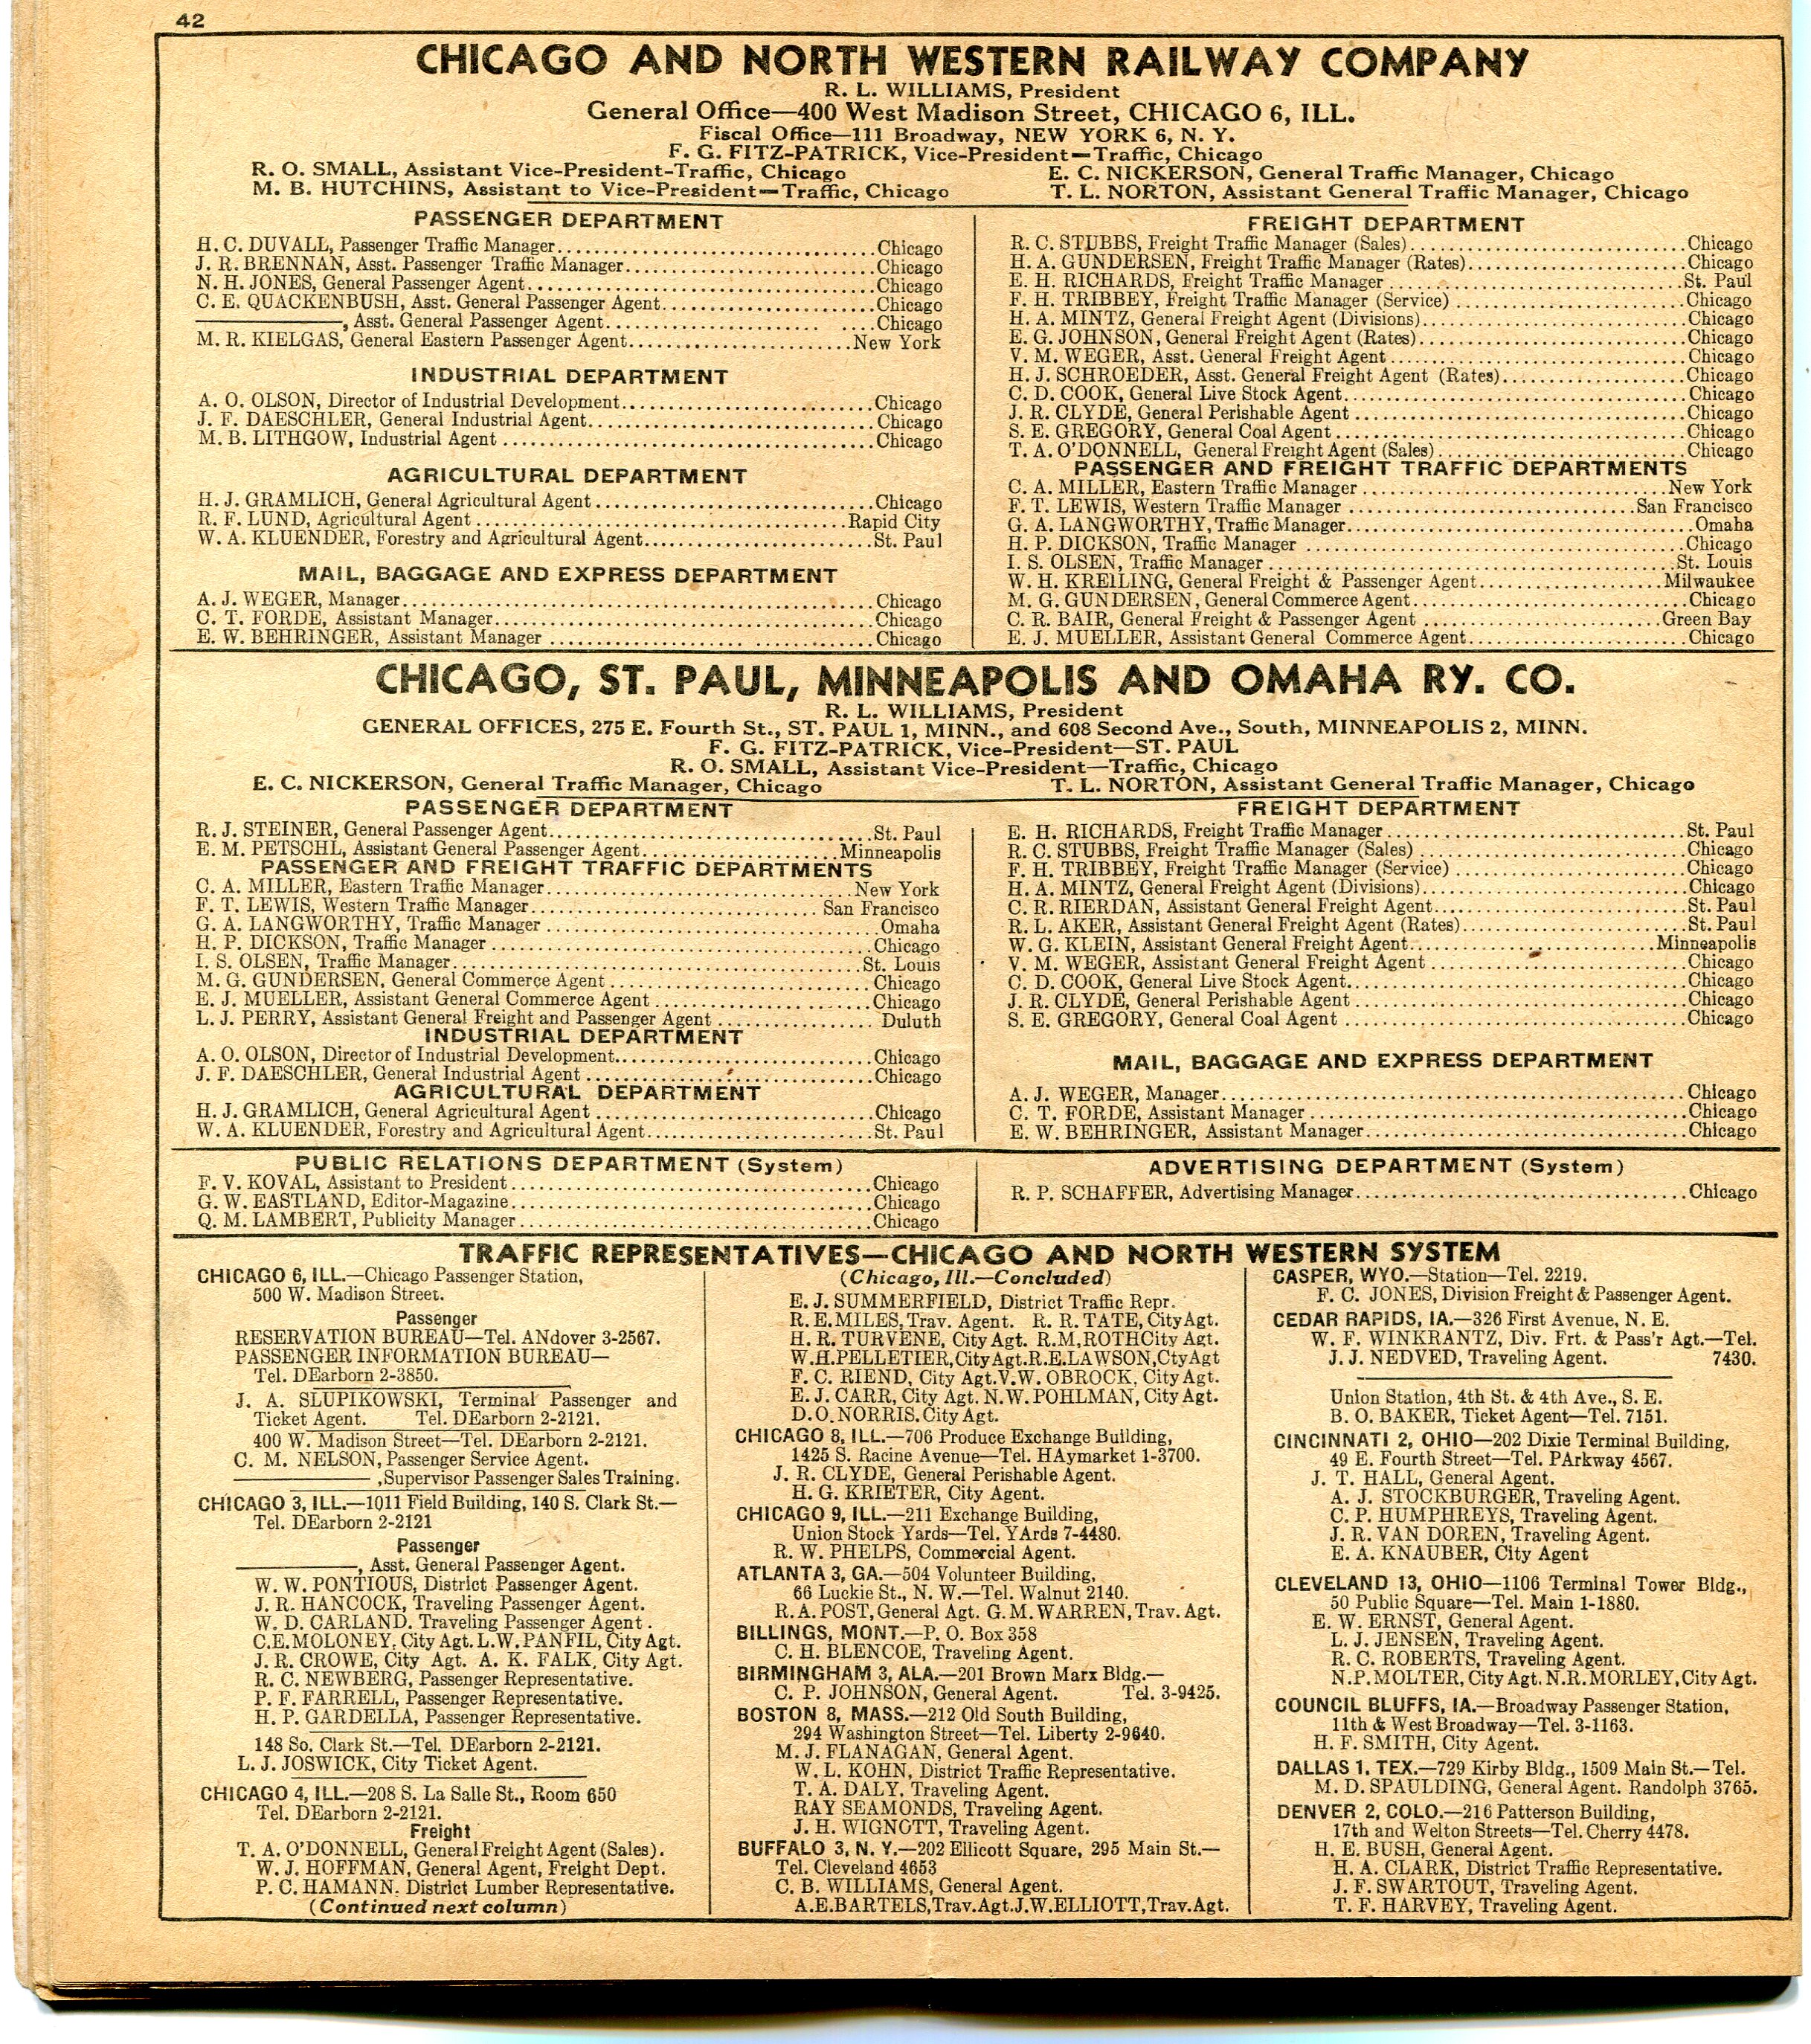 42
CHICAGO AND NORTH WESTERN RAILWAY COMPANY
R. L. WILLIAMS, President
General Office—400 West Madison Street, CHICAGO 6, ILL.
Fiscal Office—111 Broadway, NEW YORK 6, N. Y.
F. G. FITZ-PATRICK, Vice-President—Traffic, Chicago
R. O. SMALL, Assistant Vice-President-Traffic, Chicago
M. B. HUTCHINS, Assistant to Vice-President—Traffic, Chicago
E. C. NICKERSON, General Traffic Manager, Chicago
T. L. NORTON, Assistant General Traffic Manager, Chicago
PASSENGER DEPARTMENT
H. C. DUVALL, Passenger Traffic Manager....Chicago
J. R. BRENNAN, Asst. Passenger Traffic Manager....Chicago
N. H. JONES, General Passenger Agent....Chicago
C. E. QUACKENBUSH, Asst. General Passenger Agent....Chicago
————, Asst. General Passenger Agent....Chicago
M. R. KIELGAS, General Eastern Passenger Agent....New York
INDUSTRIAL DEPARTMENT
A. O. OLSON, Director of Industrial Development....Chicago
J. F. DAESCHLER, General Industrial Agent....Chicago
M. B. LITHGOW, Industrial Agent....Chicago
AGRICULTURAL DEPARTMENT
H. J. GRAMLICH, General Agricultural Agent....Chicago
R. F. LUND, Agricultural Agent....Rapid City
W. A. KLUENDER, Forestry and Agricultural Agent....St. Paul
MAIL, BAGGAGE AND EXPRESS DEPARTMENT
A. J. WEGER, Manager....Chicago
C. T. FORDE, Assistant Manager....Chicago
E. W. BEHRINGER, Assistant Manager....Chicago
FREIGHT DEPARTMENT
R. C. STUBBS, Freight Traffic Manager (Sales)....Chicago
H. A. GUNDERSEN, Freight Traffic Manager (Rates)....Chicago
E. H. RICHARDS, Freight Traffic Manager....St. Paul
F. H. TRIBBEY, Freight Traffic Manager (Service)....Chicago
H. A. MINTZ, General Freight Agent (Divisions)....Chicago
E. G. JOHNSON, General Freight Agent (Rates)....Chicago
V. M. WEGER, Asst. General Freight Agent....Chicago
H. J. SCHROEDER, Asst. General Freight Agent (Rates)....Chicago
C. D. COOK, General Live Stock Agent....Chicago
J. R. CLYDE, General Perishable Agent....Chicago
S. E. GREGORY, General Coal Agent....Chicago
T. A. O'DONNELL, General Freight Agent (Sales)....Chicago
PASSENGER AND FREIGHT TRAFFIC DEPARTMENTS
C. A. MILLER, Eastern Traffic Manager....New York
F. T. LEWIS, Western Traffic Manager....San Francisco
G. A. LANGWORTHY, Traffic Manager....Omaha
H. P. DICKSON, Traffic Manager....Chicago
I. S. OLSEN, Traffic Manager....St. Louis
W. H. KREILING, General Freight & Passenger Agent....Milwaukee
M. G. GUNDERSEN, General Commerce Agent....Chicago
C. R. BAIR, General Freight & Passenger Agent....Green Bay
E. J. MUELLER, Assistant General Commerce Agent....Chicago
CHICAGO, ST. PAUL, MINNEAPOLIS AND OMAHA RY. CO.
R. L. WILLIAMS, President
GENERAL OFFICES, 275 E. Fourth St., ST. PAUL 1, MINN., and 608 Second Ave., South, MINNEAPOLIS 2, MINN.
F. G. FITZ-PATRICK, Vice-President—ST. PAUL
R. O. SMALL, Assistant Vice-President—Traffic, Chicago
E. C. NICKERSON, General Traffic Manager, Chicago
T. L. NORTON, Assistant General Traffic Manager, Chicago
PASSENGER DEPARTMENT
R. J. STEINER, General Passenger Agent....St. Paul
E. M. PETSCHL, Assistant General Passenger Agent....Minneapolis
PASSENGER AND FREIGHT TRAFFIC DEPARTMENTS
C. A. MILLER, Eastern Traffic Manager....New York
F. T. LEWIS, Western Traffic Manager....San Francisco
G. A. LANGWORTHY, Traffic Manager....Omaha
H. P. DICKSON, Traffic Manager....Chicago
I. S. OLSEN, Traffic Manager....St. Louis
M. G. GUNDERSEN, General Commerce Agent....Chicago
E. J. MUELLER, Assistant General Commerce Agent....Chicago
L. J. PERRY, Assistant General Freight and Passenger Agent....Duluth
INDUSTRIAL DEPARTMENT
A. O. OLSON, Director of Industrial Development....Chicago
J. F. DAESCHLER, General Industrial Agent....Chicago
AGRICULTURAL DEPARTMENT
H. J. GRAMLICH, General Agricultural Agent....Chicago
W. A. KLUENDER, Forestry and Agricultural Agent....St. Paul
FREIGHT DEPARTMENT
E. H. RICHARDS, Freight Traffic Manager....St. Paul
R. C. STUBBS, Freight Traffic Manager (Sales)....Chicago
F. H. TRIBBEY, Freight Traffic Manager (Service)....Chicago
H. A. MINTZ, General Freight Agent (Divisions)....Chicago
C. R. RIERDAN, Assistant General Freight Agent....St. Paul
R. L. AKER, Assistant General Freight Agent (Rates)....St. Paul
W. G. KLEIN, Assistant General Freight Agent....Minneapolis
V. M. WEGER, Assistant General Freight Agent....Chicago
C. D. COOK, General Live Stock Agent....Chicago
J. R. CLYDE, General Perishable Agent....Chicago
S. E. GREGORY, General Coal Agent....Chicago
MAIL, BAGGAGE AND EXPRESS DEPARTMENT
A. J. WEGER, Manager....Chicago
C. T. FORDE, Assistant Manager....Chicago
E. W. BEHRINGER, Assistant Manager....Chicago
PUBLIC RELATIONS DEPARTMENT (System)
F. V. KOVAL, Assistant to President....Chicago
G. W. EASTLAND, Editor-Magazine....Chicago
Q. M. LAMBERT, Publicity Manager....Chicago
ADVERTISING DEPARTMENT (System)
R. P. SCHAFFER, Advertising Manager....Chicago
TRAFFIC REPRESENTATIVES—CHICAGO AND NORTH WESTERN SYSTEM
CHICAGO 6, ILL.—Chicago Passenger Station,
500 W. Madison Street.
Passenger
RESERVATION BUREAU—Tel. ANdover 3-2567.
PASSENGER INFORMATION BUREAU—
Tel. DEarborn 2-3850.
J. A. SLUPIKOWSKI, Terminal Passenger and
Ticket Agent. Tel. DEarborn 2-2121.
400 W. Madison Street—Tel. DEarborn 2-2121.
C. M. NELSON, Passenger Service Agent.
————, Supervisor Passenger Sales Training.
CHICAGO 3, ILL.—1011 Field Building, 140 S. Clark St.—
Tel. DEarborn 2-2121
Passenger
————, Asst. General Passenger Agent.
W. W. PONTIOUS, District Passenger Agent.
J. R. HANCOCK, Traveling Passenger Agent.
W. D. CARLAND. Traveling Passenger Agent.
C.E.MOLONEY, City Agt. L.W.PANFIL, City Agt.
J. R. CROWE, City Agt. A. K. FALK, City Agt.
R. C. NEWBERG, Passenger Representative.
P. F. FARRELL, Passenger Representative.
H. P. GARDELLA, Passenger Representative.
148 So. Clark St.—Tel. DEarborn 2-2121.
L. J. JOSWICK, City Ticket Agent.
CHICAGO 4, ILL.—208 S. La Salle St., Room 650
Tel. DEarborn 2-2121.
Freight
T. A. O'DONNELL, General Freight Agent (Sales).
W. J. HOFFMAN, General Agent, Freight Dept.
P. C. HAMANN. District Lumber Representative.
(Continued next column)
(Chicago, Ill.—Concluded)
E. J. SUMMERFIELD, District Traffic Repr.
R. E. MILES, Trav. Agent. R. R. TATE, City Agt.
H. R. TURVENE, City Agt. R.M,ROTH City Agt.
W.H.PELLETIER, City Agt. R.E.LAWSON, Cty Agt
F. C. RIEND, City Agt. V.W. OBROCK, City Agt.
E. J. CARR, City Agt. N.W. POHLMAN, City Agt.
D.O. NORRIS. City Agt.
CHICAGO 8, ILL.—706 Produce Exchange Building,
1425 S. Racine Avenue—Tel. HAymarket 1-3700.
J. R. CLYDE, General Perishable Agent.
H. G. KRIETER, City Agent.
CHICAGO 9, ILL.—211 Exchange Building,
Union Stock Yards—Tel. YArds 7-4480.
R. W. PHELPS, Commercial Agent.
ATLANTA 3, GA.—504 Volunteer Building,
66 Luckie St., N. W.—Tel. Walnut 2140.
R. A. POST, General Agt. G. M. WARREN, Trav. Agt.
BILLINGS, MONT.—P. O. Box 358
C. H. BLENCOE, Traveling Agent.
BIRMINGHAM 3, ALA.—201 Brown Marx Bldg.—
C. P. JOHNSON, General Agent. Tel. 3-9425.
BOSTON 8, MASS.—212 Old South Building,
294 Washington Street—Tel. Liberty 2-9640.
M. J. FLANAGAN, General Agent.
W. L. KOHN, District Traffic Representative.
T. A. DALY, Traveling Agent.
RAY SEAMONDS, Traveling Agent.
J. H. WIGNOTT, Traveling Agent.
BUFFALO 3, N. Y.—202 Ellicott Square, 295 Main St.—
Tel. Cleveland 4653
C. B. WILLIAMS, General Agent.
A.E.BARTELS, Trav. Agt. J.W.ELLIOTT, Trav. Agt.
CASPER, WYO.—Station—Tel. 2219.
F. C. JONES, Division Freight & Passenger Agent.
CEDAR RAPIDS, IA.—326 First Avenue, N. E.
W. F. WINKRANTZ, Div. Frt. & Pass'r Agt.—Tel.
J. J. NEDVED, Traveling Agent. 7430.
Union Station, 4th St. & 4th Ave., S. E.
B. O. BAKER, Ticket Agent—Tel. 7151.
CINCINNATI 2, OHIO—202 Dixie Terminal Building,
49 E. Fourth Street—Tel. PArkway 4567.
J. T. HALL, General Agent.
A. J. STOCKBURGER, Traveling Agent.
C. P. HUMPHREYS, Traveling Agent.
J. R. VAN DOREN, Traveling Agent.
E. A. KNAUBER, City Agent
CLEVELAND 13, OHIO—1106 Terminal Tower Bldg.,
50 Public Square—Tel. Main 1-1880.
E. W. ERNST, General Agent.
L. J. JENSEN, Traveling Agent.
R. C. ROBERTS, Traveling Agent.
N.P. MOLTER, City Agt. N.R. MORLEY, City Agt.
COUNCIL BLUFFS, IA.—Broadway Passenger Station,
11th & West Broadway—Tel. 3-1163.
H. F. SMITH, City Agent.
DALLAS 1, TEX.—729 Kirby Bldg., 1509 Main St.—Tel.
M. D. SPAULDING, General Agent. Randolph 3765.
DENVER 2, COLO.—216 Patterson Building,
17th and Welton Streets—Tel. Cherry 4478.
H. E. BUSH, General Agent.
H. A. CLARK, District Traffic Representative.
J. F. SWARTOUT, Traveling Agent.
T. F. HARVEY, Traveling Agent.